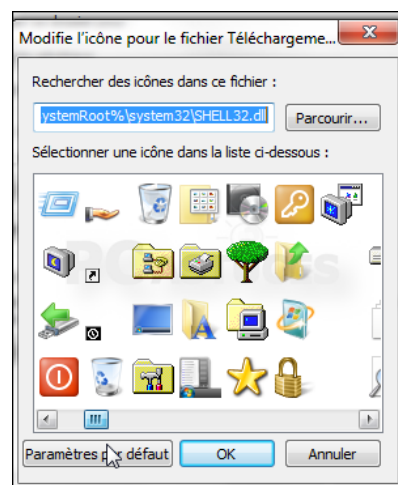 Modifie l'icône pour le fichier Téléchargeme...
Rechercher des icônes dans ce fichier :
ystemRoot%\system32\SHELL32.dll
Parcourir...
Sélectionner une icône dans la liste ci-dessous :
Paramètres par défaut
OK
Annuler